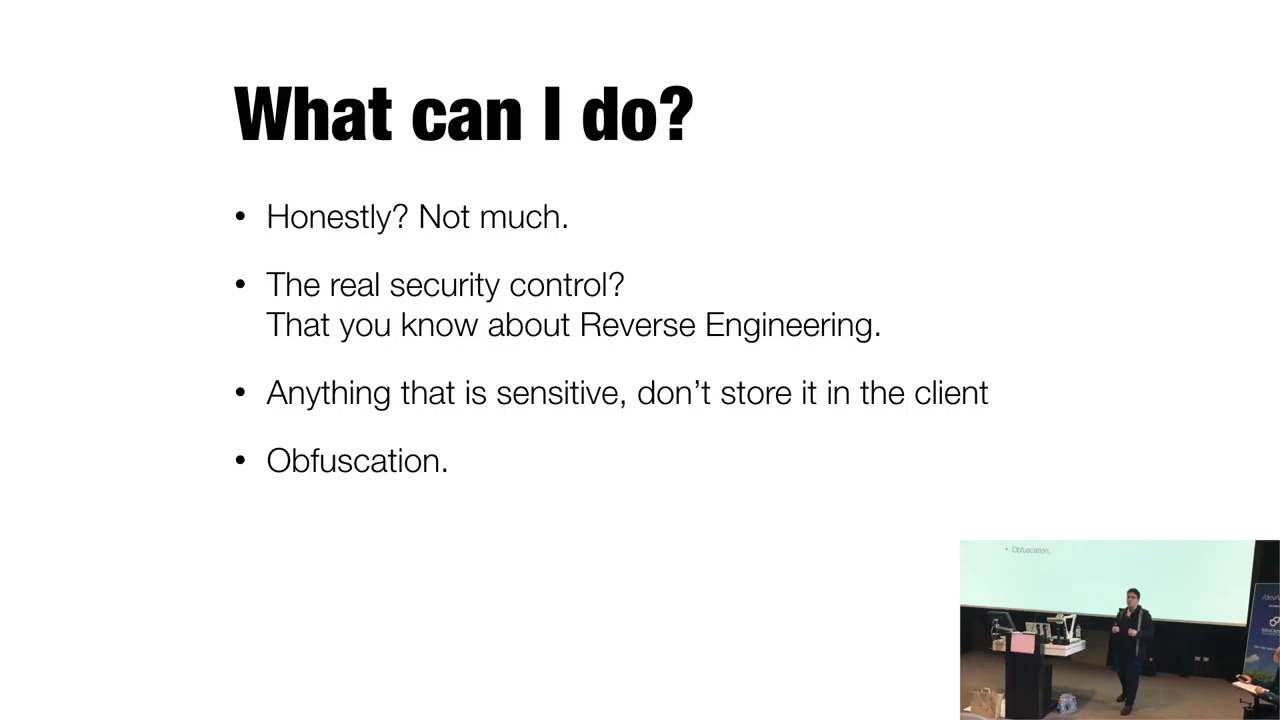 What can I do?
• Honestly? Not much.
• The real security control?
That you know about Reverse Engineering.
• Anything that is sensitive, don’t store it in the client
• Obfuscation.
• Obfuscation.